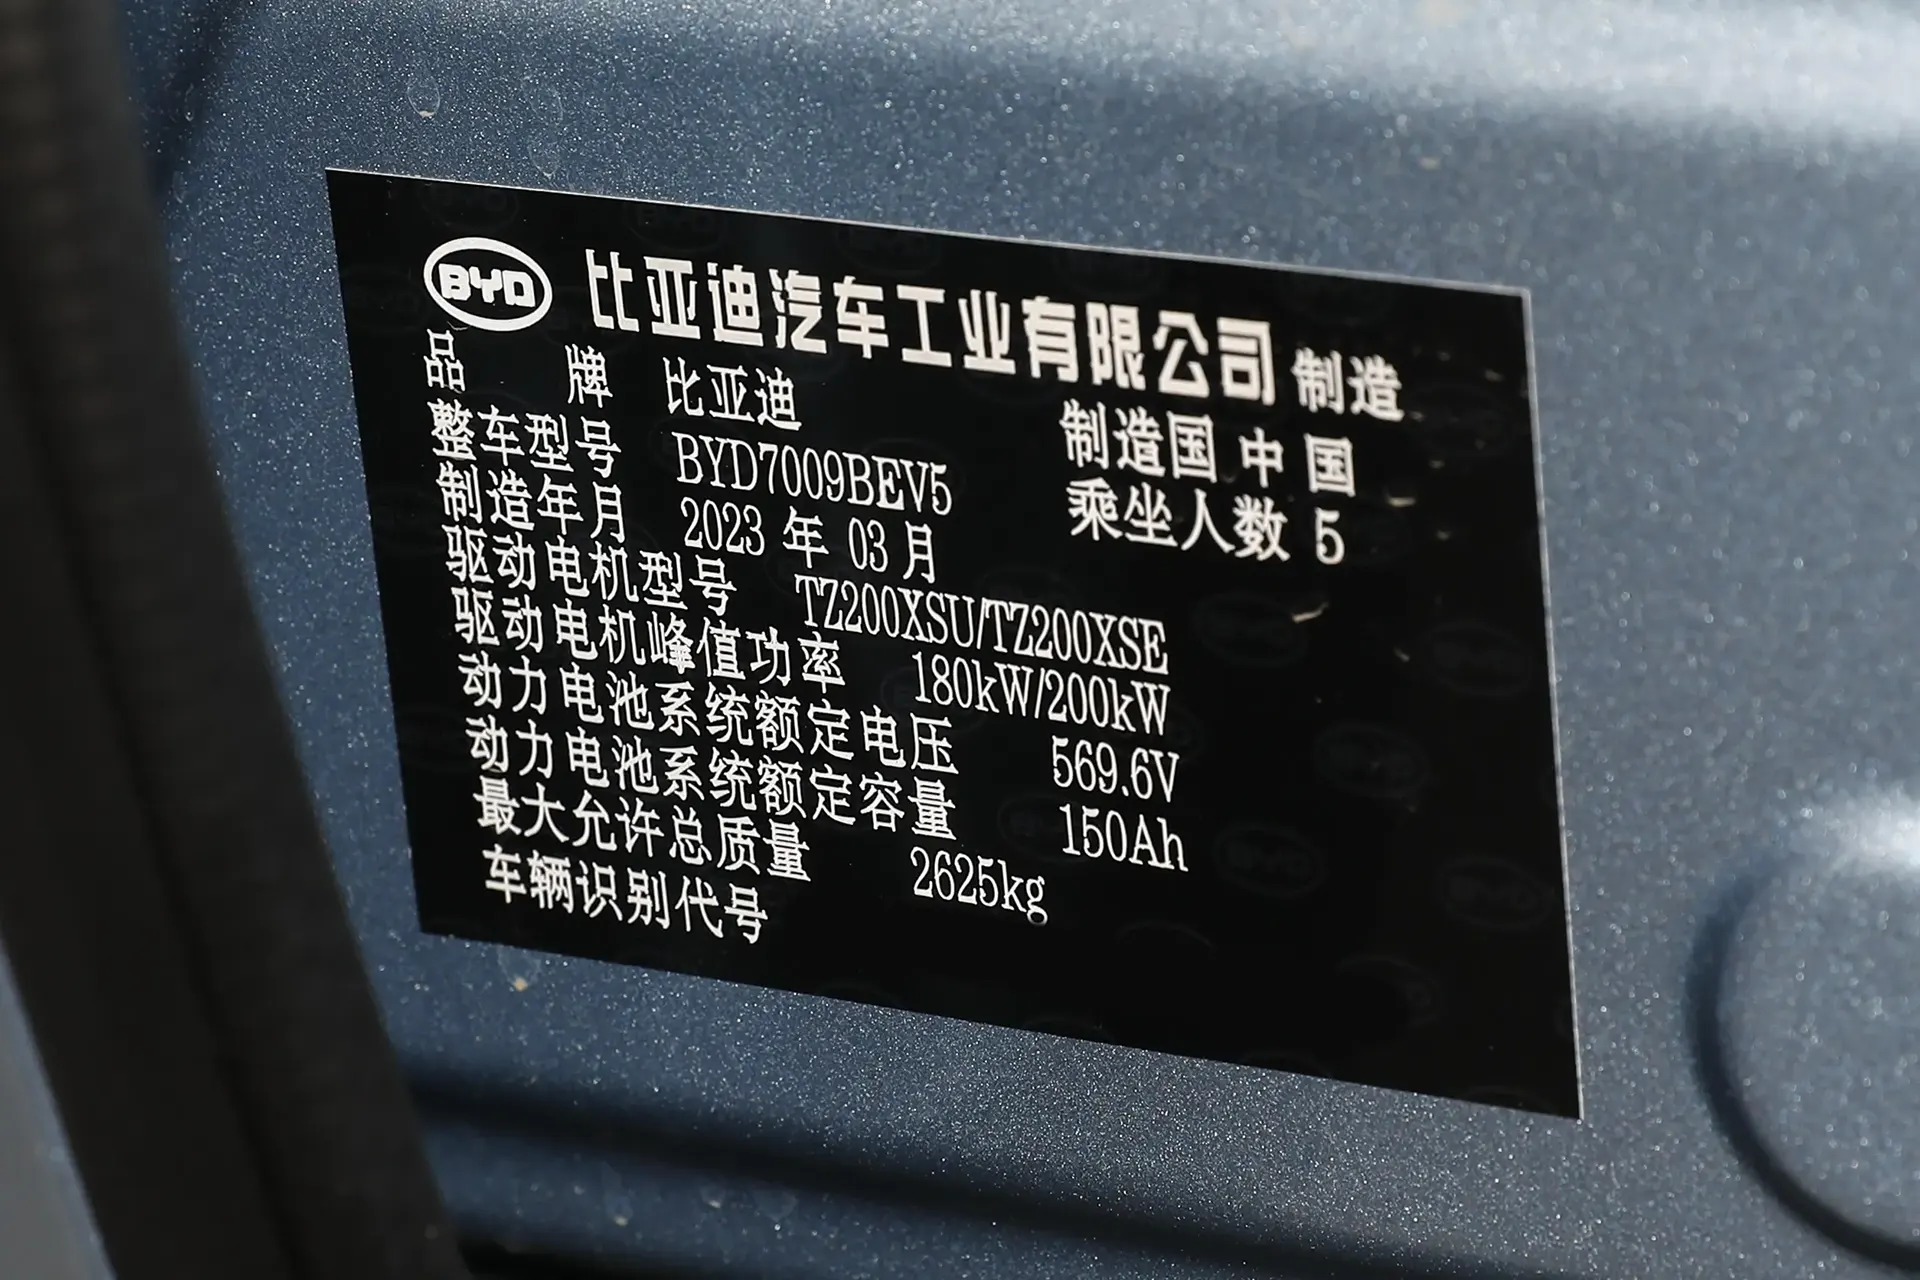 BYD 比亚迪汽车工业有限公司 制造
品 牌 比亚迪 制造国 中国
整车型号 BYD7009BEV5 乘坐人数 5
制造年月 2023 年 03 月
驱动电机型号 TZ200XSU/TZ200XSE
驱动电机峰值功率 180kW/200kW
动力电池系统额定电压 569.6V
动力电池系统额定容量 150Ah
最大允许总质量 2625kg
车辆识别代号